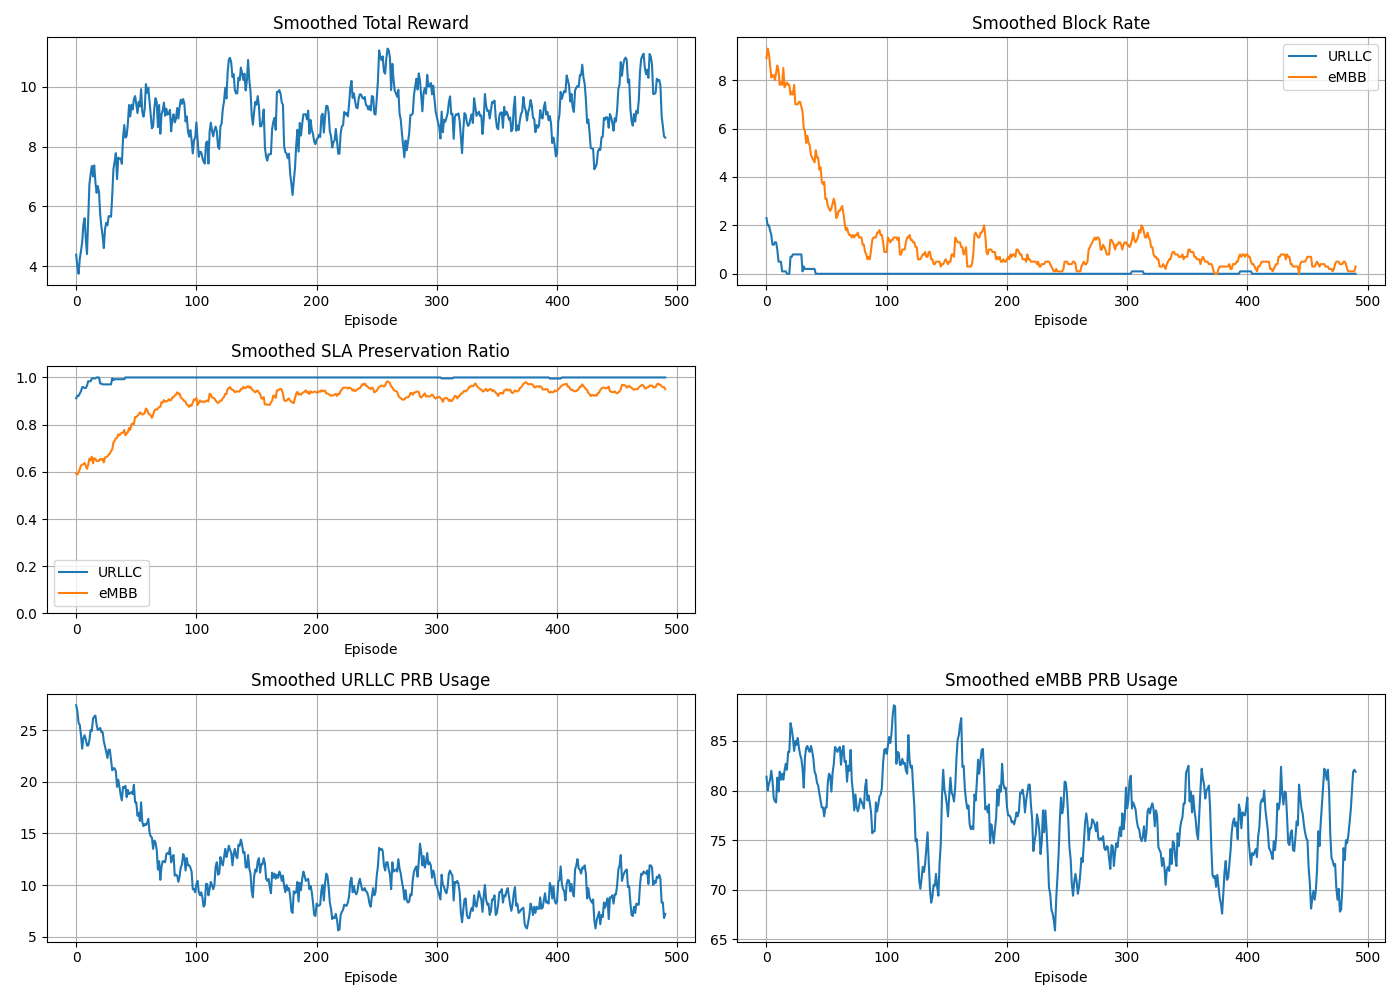 Smoothed Total Reward
10
8
6
4
0 100 200 300 400 500
Episode
Smoothed Block Rate
URLLC
eMBB
8
6
4
2
0
0 100 200 300 400 500
Episode
Smoothed SLA Preservation Ratio
1.0
0.8
0.6
0.4
0.2
0.0
URLLC
eMBB
0 100 200 300 400 500
Episode
Smoothed URLLC PRB Usage
25
20
15
10
5
0 100 200 300 400 500
Episode
Smoothed eMBB PRB Usage
85
80
75
70
65
0 100 200 300 400 500
Episode